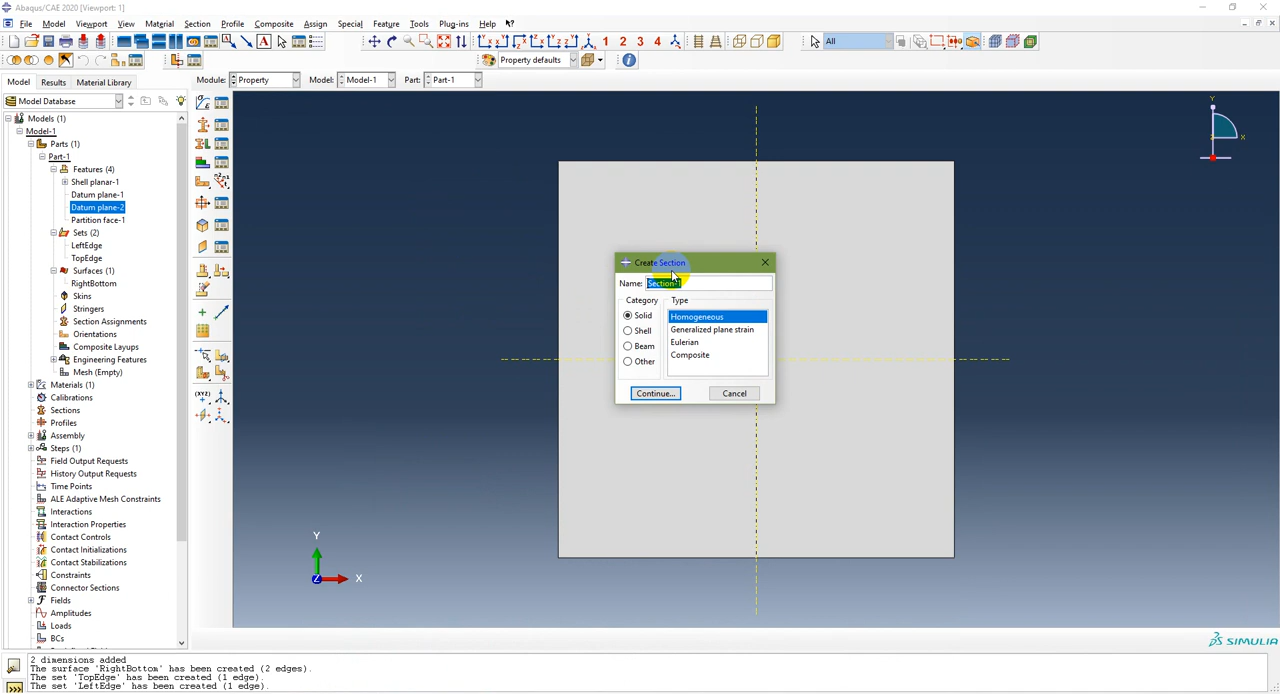 Abaqus/CAE 2020 [Viewport: 1]
File Model Viewport View Material Section Profile Composite Assign Special Feature Tools Plug-ins Help
1 2 3 4 All
Property defaults
Model Results Material Library Module: Property Model: Model-1 Part: Part-1
Model Database
Models (1)
Model-1
Parts (1)
Part-1
Features (4)
Shell planar-1
Datum plane-1
Datum plane-2
Partition face-1
Sets (2)
LeftEdge
TopEdge
Surfaces (1)
RightBottom
Skins
Stringers
Section Assignments
Orientations
Composite Layups
Engineering Features
Mesh (Empty)
Materials (1)
Calibrations
Sections
Profiles
Assembly
Steps (1)
Field Output Requests
History Output Requests
Time Points
ALE Adaptive Mesh Constraints
Interactions
Interaction Properties
Contact Controls
Contact Initializations
Contact Stabilizations
Constraints
Connector Sections
Fields
Amplitudes
Loads
BCs
Create Section
Name: Section-1
Category Type
Solid
Shell
Beam
Other
Homogeneous
Generalized plane strain
Eulerian
Composite
Continue... Cancel
Y
X
Y
Z
X
SIMULIA
2 dimensions added
The surface 'RightBottom' has been created (2 edges).
The set 'TopEdge' has been created (1 edge).
The set 'LeftEdge' has been created (1 edge).